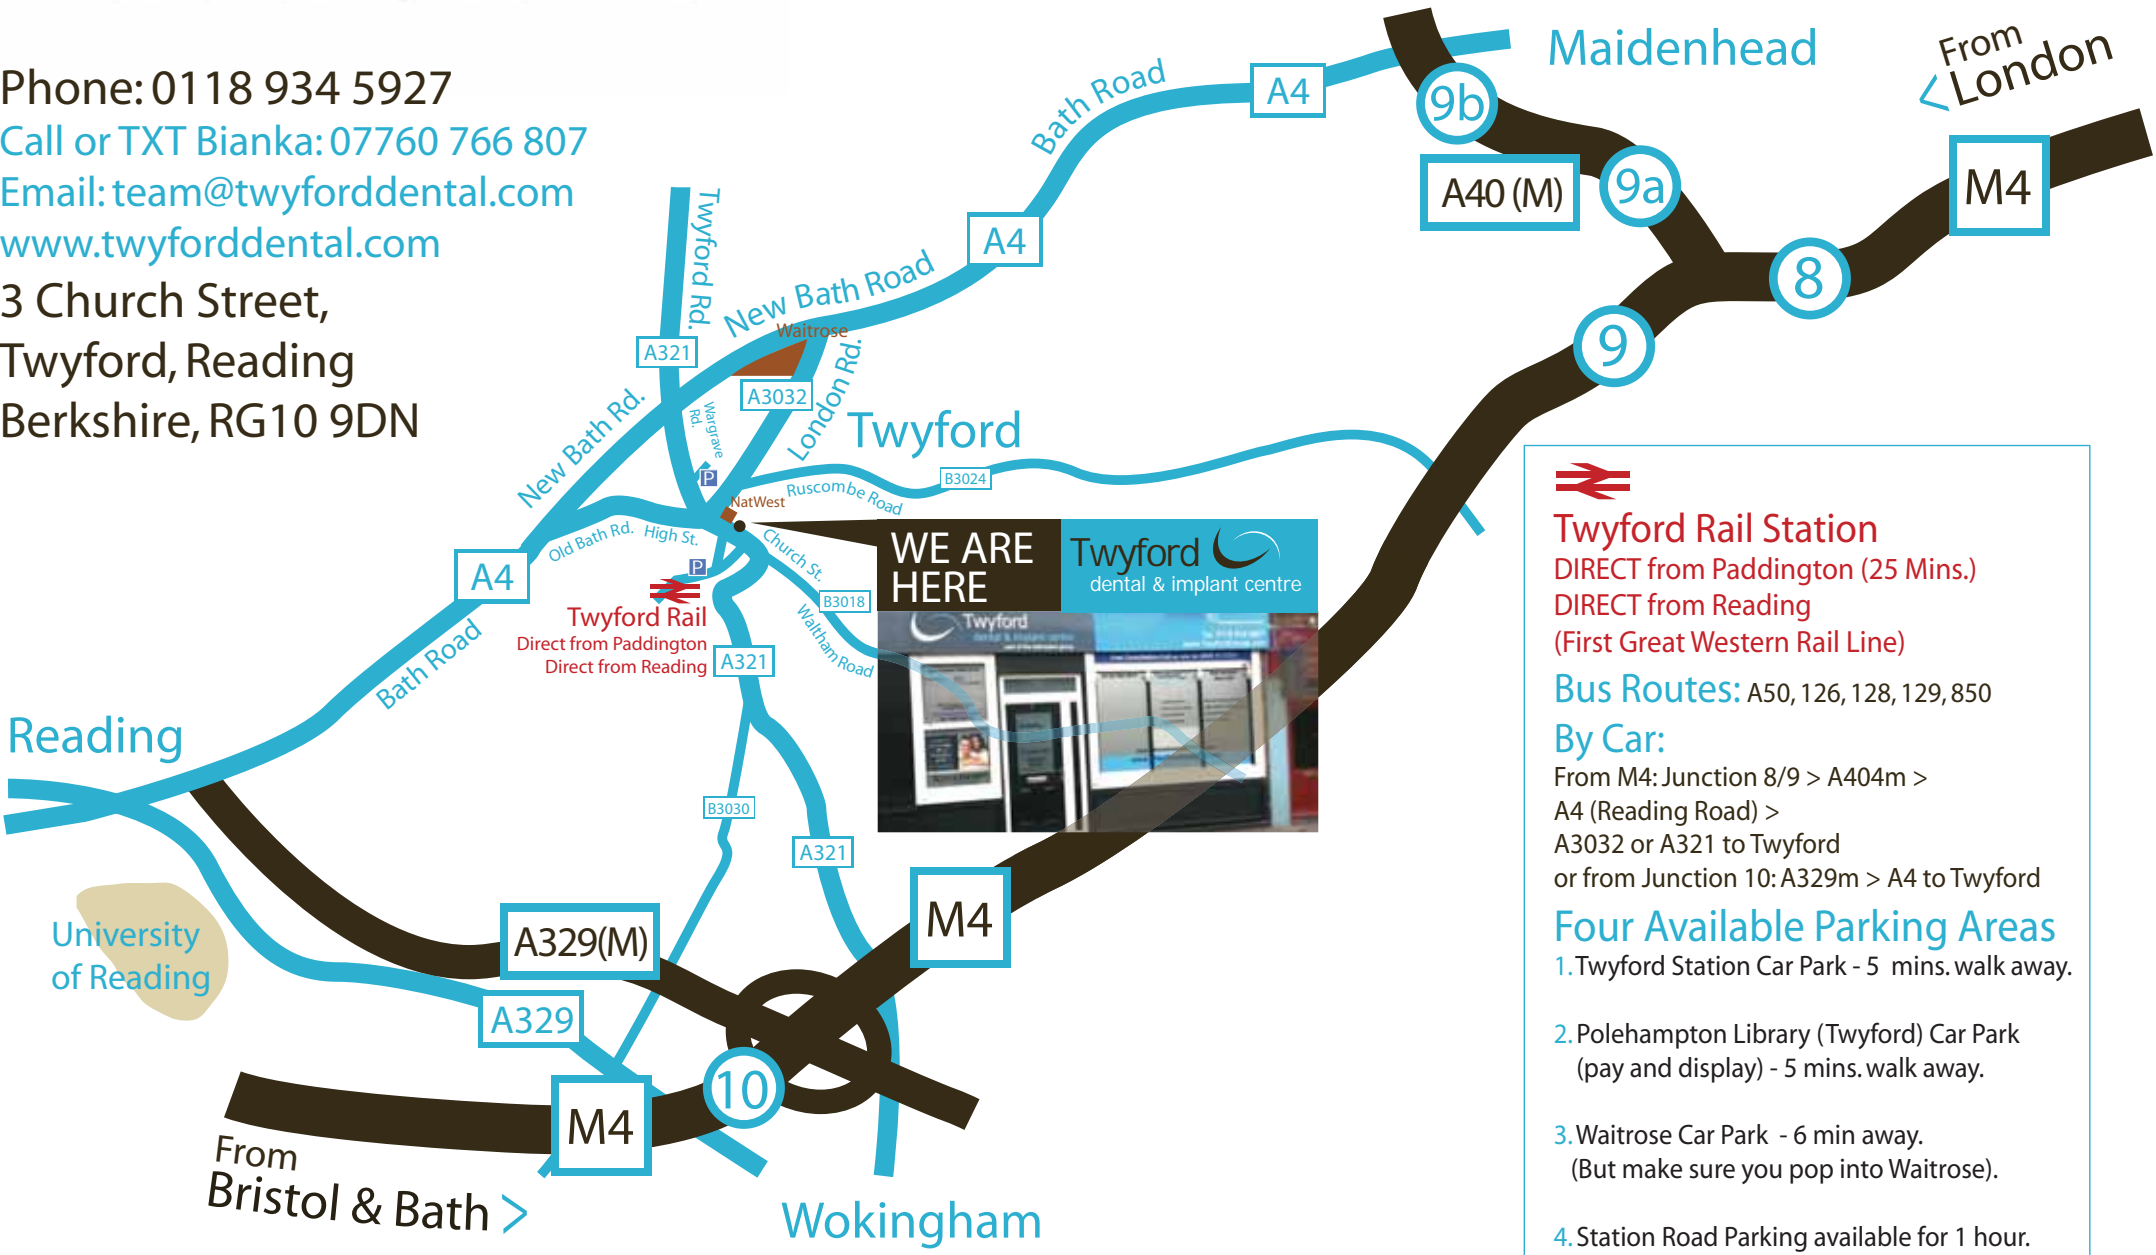 Phone: 0118 934 5927
Call or TXT Bianka: 07760 766 807
Email: team@twyforddental.com
www.twyforddental.com
3 Church Street,
Twyford, Reading
Berkshire, RG10 9DN
Maidenhead
From
< London
Bath Road
A4
9b
A40 (M)
9a
M4
8
9
A4
New Bath Road
Twyford Rd.
Waitrose
A321
A3032
London Rd.
Wargrave
Rd.
New Bath Rd.
Twyford
P
NatWest
Ruscombe Road
B3024
Old Bath Rd.
High St.
Church St.
P
A4
WE ARE
HERE
Twyford
dental & implant centre
Twyford
B3018
Waltham Road
Twyford Rail
Direct from Paddington
Direct from Reading
A321
Bath Road
Reading
B3030
A321
M4
University
of Reading
A329(M)
A329
10
M4
From
Bristol & Bath >
Wokingham
Twyford Rail Station
DIRECT from Paddington (25 Mins.)
DIRECT from Reading
(First Great Western Rail Line)
Bus Routes: A50, 126, 128, 129, 850
By Car:
From M4: Junction 8/9 > A404m >
A4 (Reading Road) >
A3032 or A321 to Twyford
or from Junction 10: A329m > A4 to Twyford
Four Available Parking Areas
1. Twyford Station Car Park - 5 mins. walk away.
2. Polehampton Library (Twyford) Car Park
(pay and display) - 5 mins. walk away.
3. Waitrose Car Park - 6 min away.
(But make sure you pop into Waitrose).
4. Station Road Parking available for 1 hour.